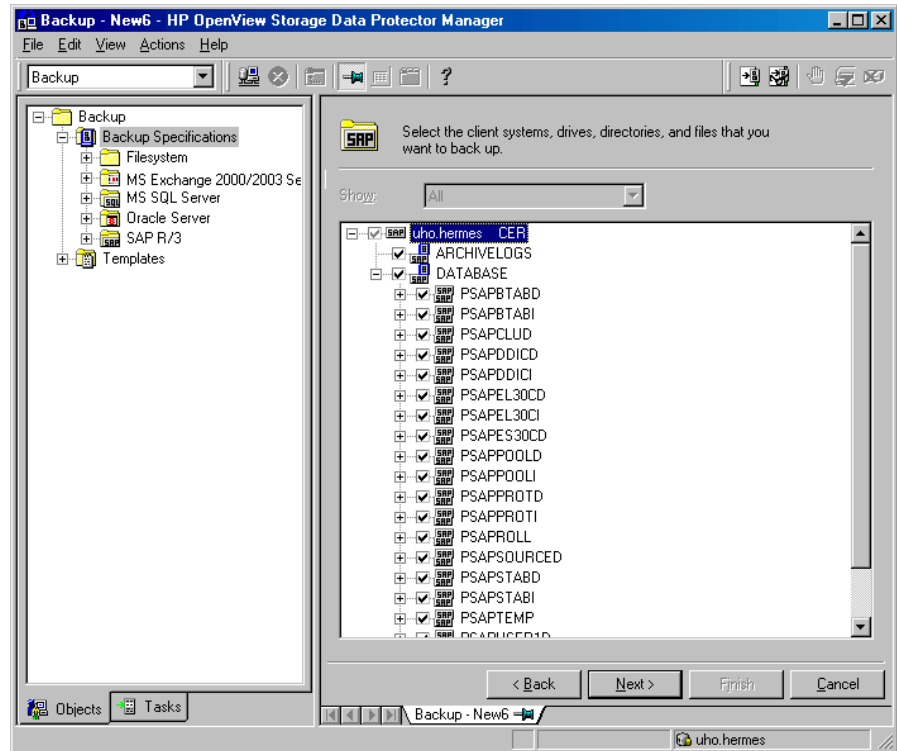 Backup - New6 - HP OpenView Storage Data Protector Manager
File Edit View Actions Help
Backup
?
Backup
Backup Specifications
Filesystem
MS Exchange 2000/2003 Se
MS SQL Server
Oracle Server
SAP R/3
Templates
Objects
Tasks
SAP
Select the client systems, drives, directories, and files that you
want to back up.
Show:
All
uho.hermes CER
ARCHIVELOGS
DATABASE
PSAPBTABD
PSAPBTABI
PSAPCLUD
PSAPDDICD
PSAPDDICI
PSAPEL30CD
PSAPEL30CI
PSAPES30CD
PSAPPOOLD
PSAPPOOLI
PSAPPROTD
PSAPPROTI
PSAPROLL
PSAPSOURCED
PSAPSTABD
PSAPSTABI
PSAPTEMP
PSAPUSER1D
< Back
Next >
Finish
Cancel
Backup - New6
uho.hermes